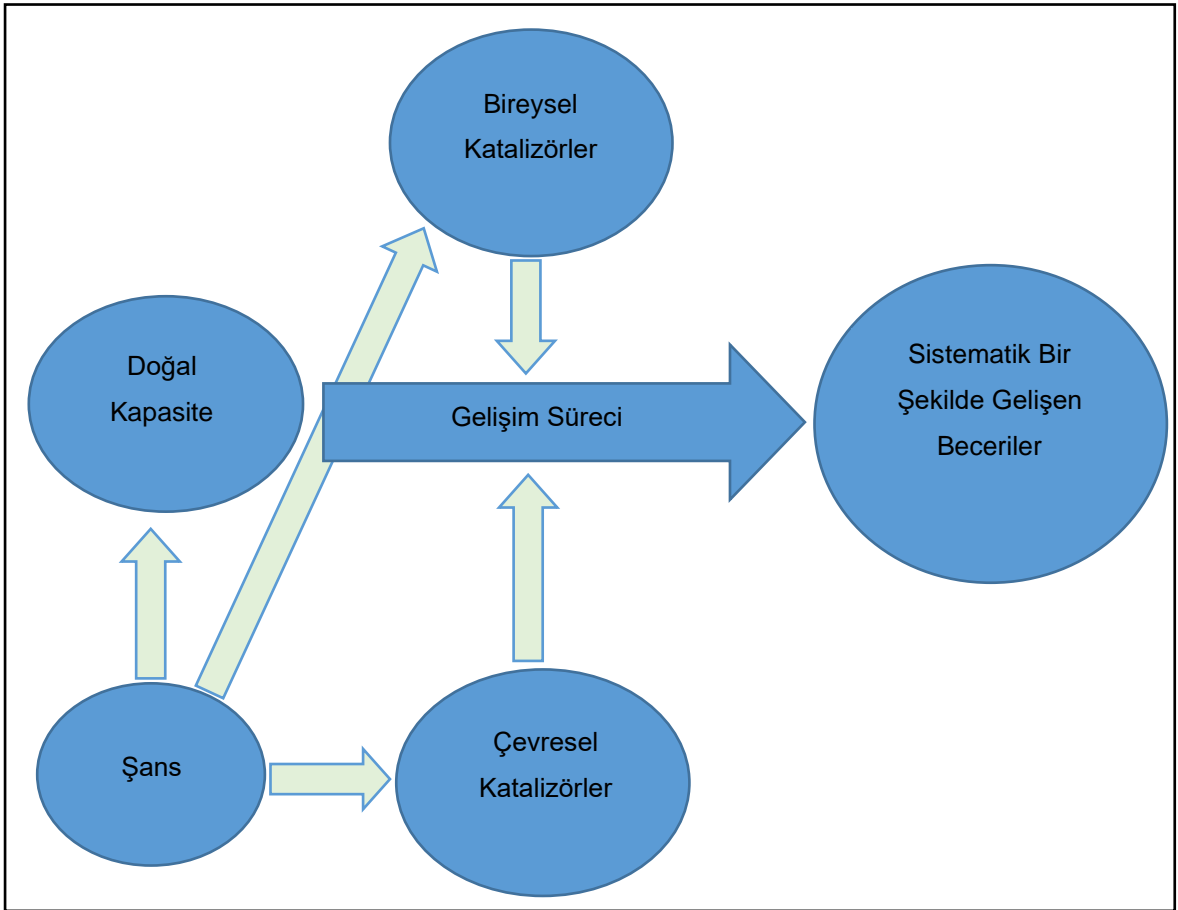 Bireysel
Katalizörler
Doğal
Kapasite
Gelişim Süreci
Sistematik Bir
Şekilde Gelişen
Beceriler
Şans
Çevresel
Katalizörler